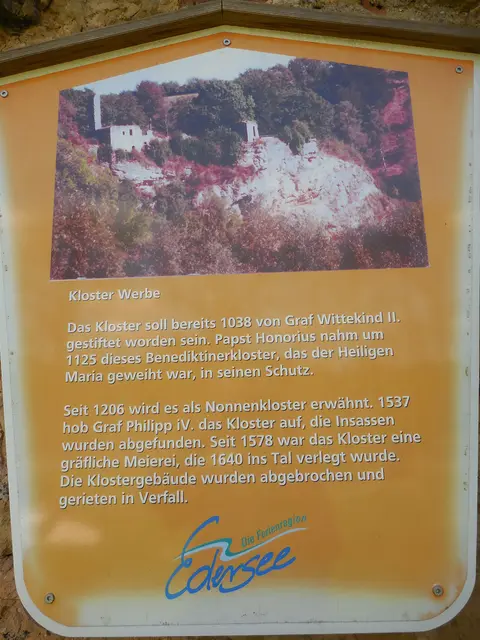 Kloster Werbe
Das Kloster soll bereits 1038 von Graf Wittekind II.
gestiftet worden sein. Papst Honorius nahm um
1125 dieses Benediktinerkloster, das der Heiligen
Maria geweiht war, in seinen Schutz.
Seit 1206 wird es als Nonnenkloster erwähnt. 1537
hob Graf Philipp iV. das Kloster auf, die Insassen
wurden abgefunden. Seit 1578 war das Kloster eine
gräfliche Meierei, die 1640 ins Tal verlegt wurde.
Die Klostergebäude wurden abgebrochen und
gerieten in Verfall.
Die Ferienregion
Edersee